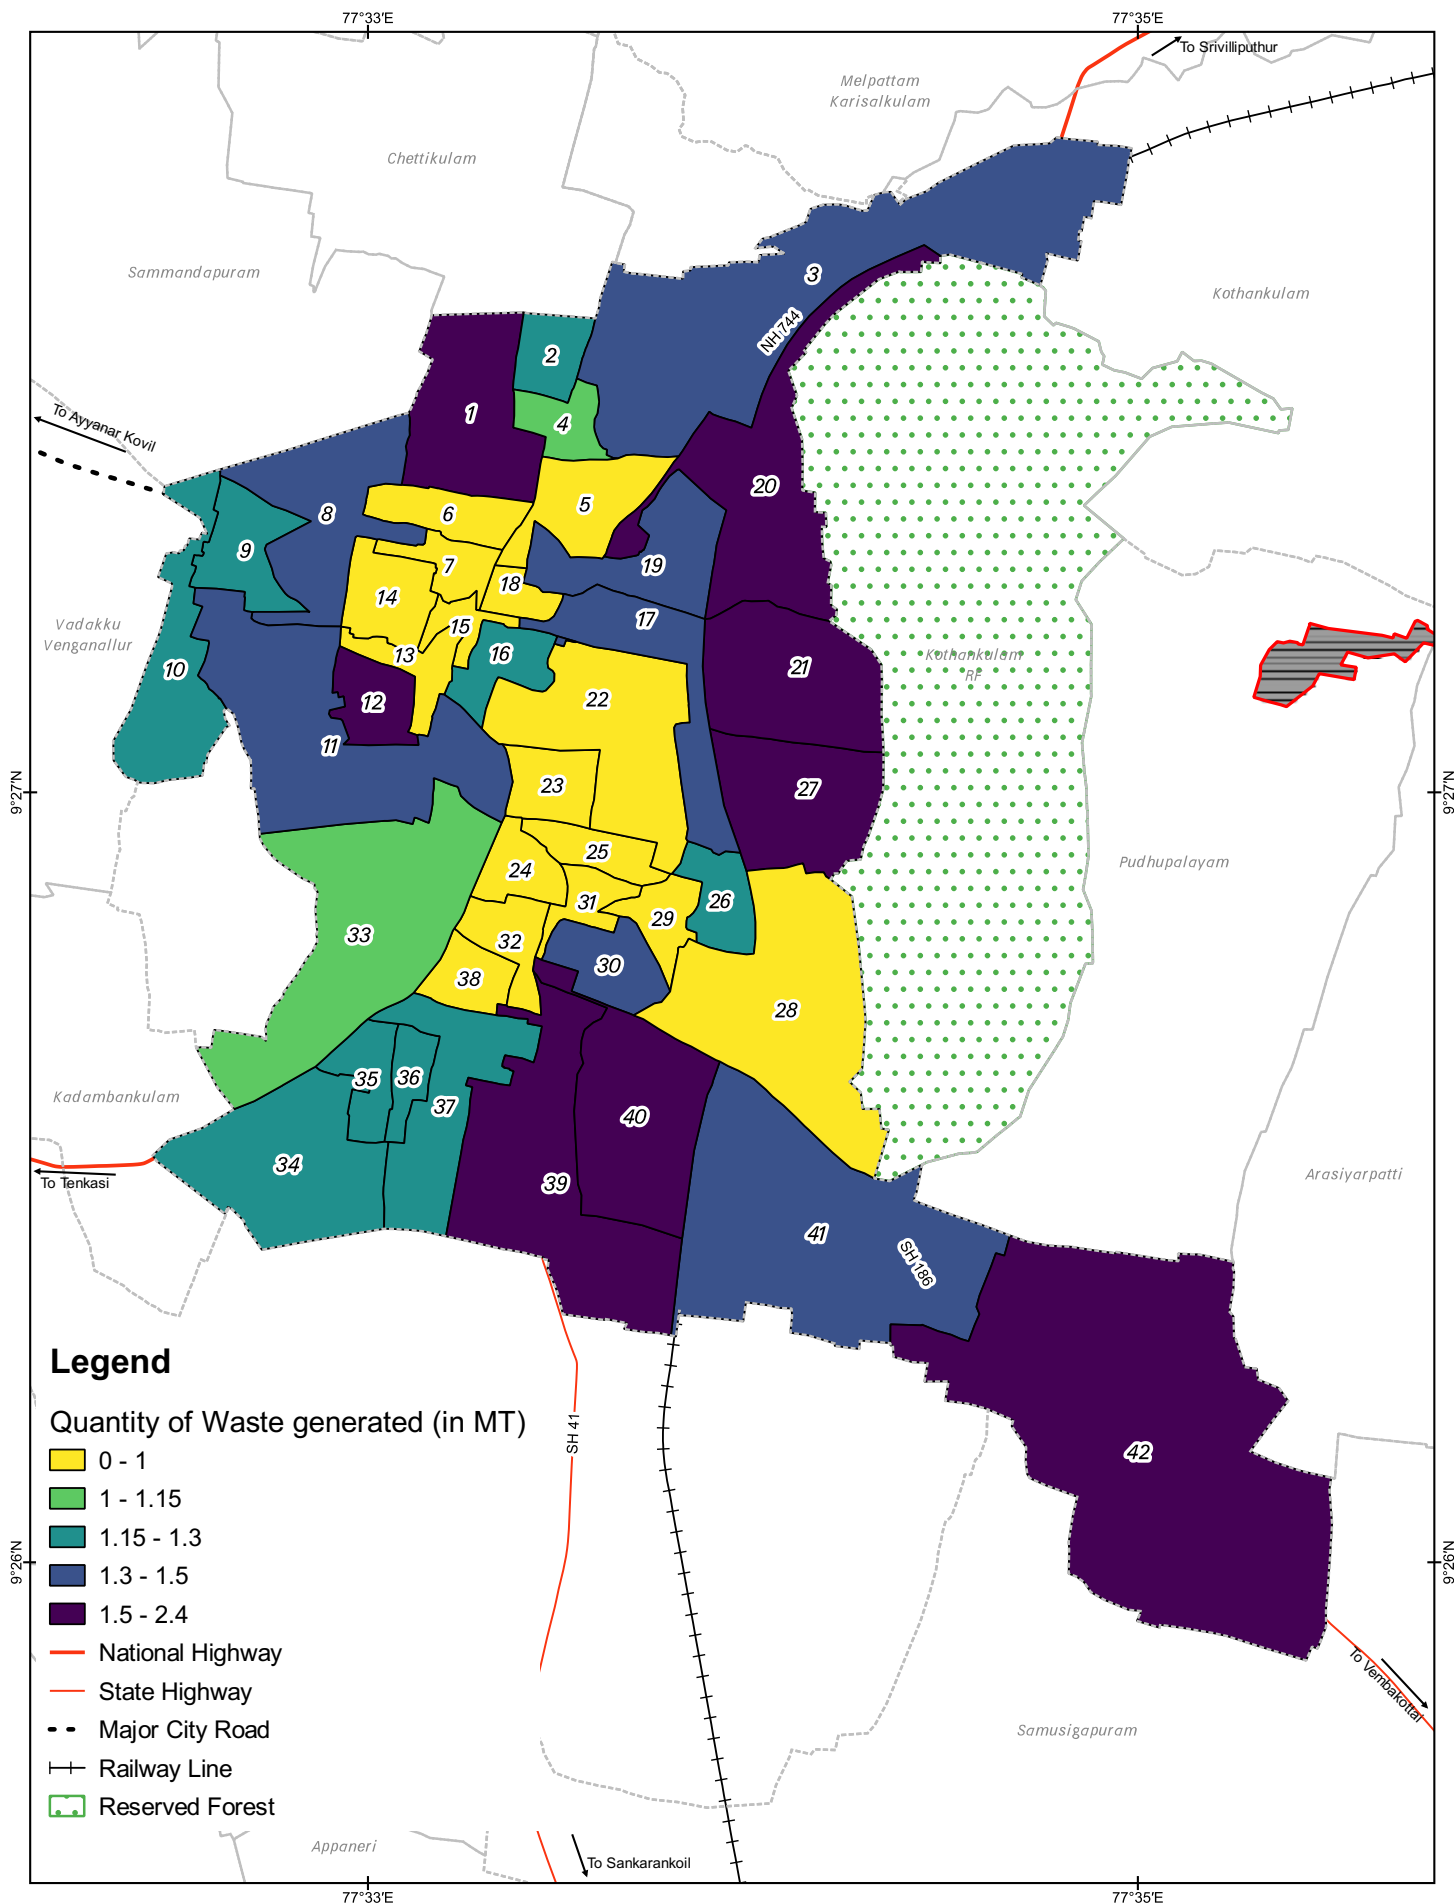 77°33'E
77°35'E
To Srivilliputhur
Melpattam
Karisalkulam
Chettikulam
Sammandapuram
Kothankulam
3
NH 744
2
1
4
To Ayyanar Kovil
20
5
6
8
9
7
19
18
14
17
15
Vadakku
Venganallur
13
16
Kothankulam
RF
10
21
12
22
11
23
27
9°27'N
9°27'N
25
Pudhupalayam
24
26
31
29
33
32
30
38
28
35
36
Kadambankulam
37
40
34
39
Arasiyarpatti
To Tenkasi
41
SH 186
Legend
Quantity of Waste generated (in MT)
0 - 1
1 - 1.15
1.15 - 1.3
1.3 - 1.5
1.5 - 2.4
National Highway
State Highway
Major City Road
Railway Line
Reserved Forest
SH 41
42
9°26'N
9°26'N
To Vembakottai
Samusigapuram
Appaneri
To Sankarankoil
77°33'E
77°35'E